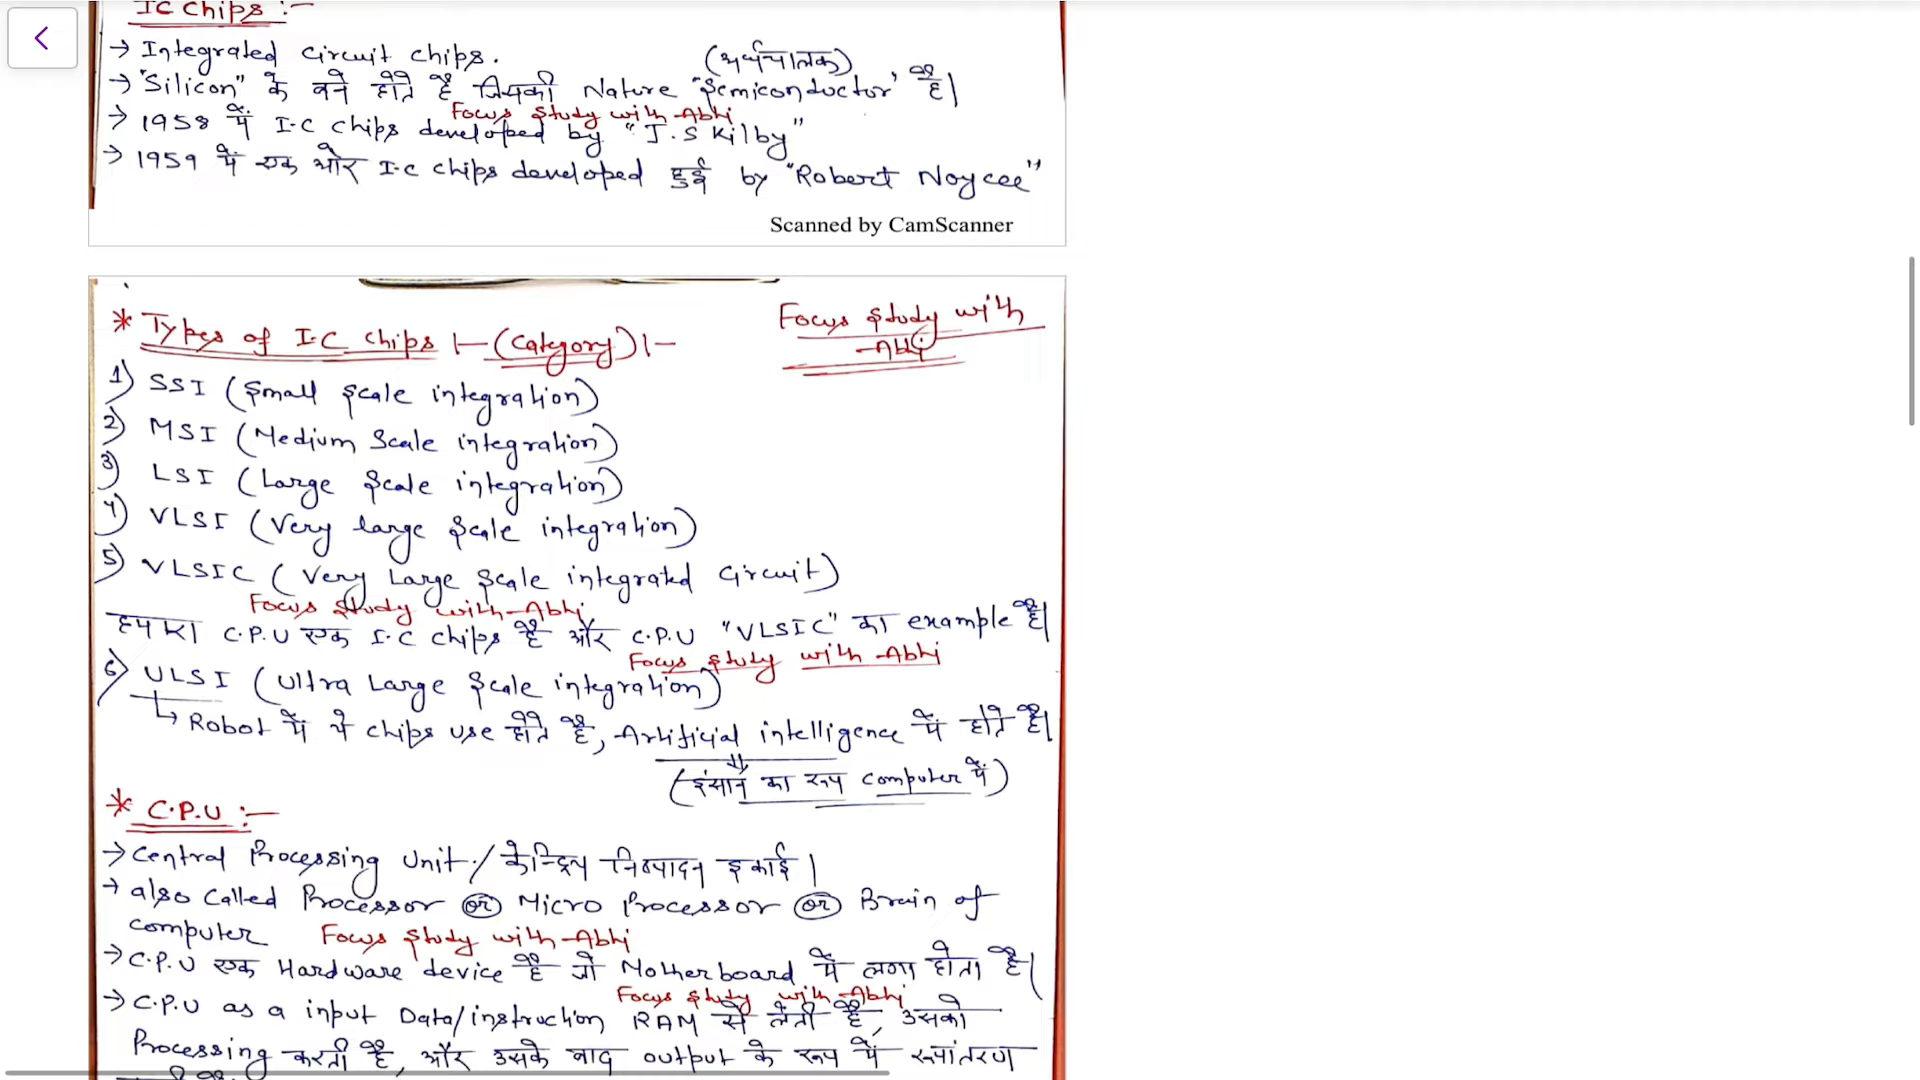 IC Chips :-
→ Integrated Circuit Chips.
(अर्धचालक)
→ "Silicon" के बने होते है जिसकी Nature "Semiconductor" है।
Focus Study with Abhi
→ 1958 में I.C Chips developed by "J.S Kilby"
→ 1959 में एक और I.C chips developed हुई by "Robert Noycee"
Scanned by CamScanner
* Types of I.C Chips :- (Category) :-
Focus Study with
Abhi
1) SSI (Small Scale integration)
2) MSI (Medium Scale integration)
3) LSI (Large Scale integration)
4) VLSI (Very large Scale integration)
5) VLSIC (Very Large Scale integrated Circuit)
Focus Study with Abhi
हमारा C.P.U एक I.C chips है और C.P.U "VLSIC" का example है।
Focus Study with Abhi
6) ULSI (Ultra Large Scale integration)
↳ Robot में ये chips use होते है, Artificial intelligence में होते है।
(इंसान का रूप computer में)
* C.P.U :-
→ Central Processing Unit / केन्द्रिय निष्पादन इकाई।
→ also Called Processor or Micro Processor or Brain of
computer
Focus Study with Abhi
→ C.P.U एक Hardware device है जो Motherboard में लगा होता है।
Focus Study with Abhi
→ C.P.U as a input Data/instruction RAM से लेती है, उसको
Processing करती है, और उसके बाद output के रूप में रूपांतरण